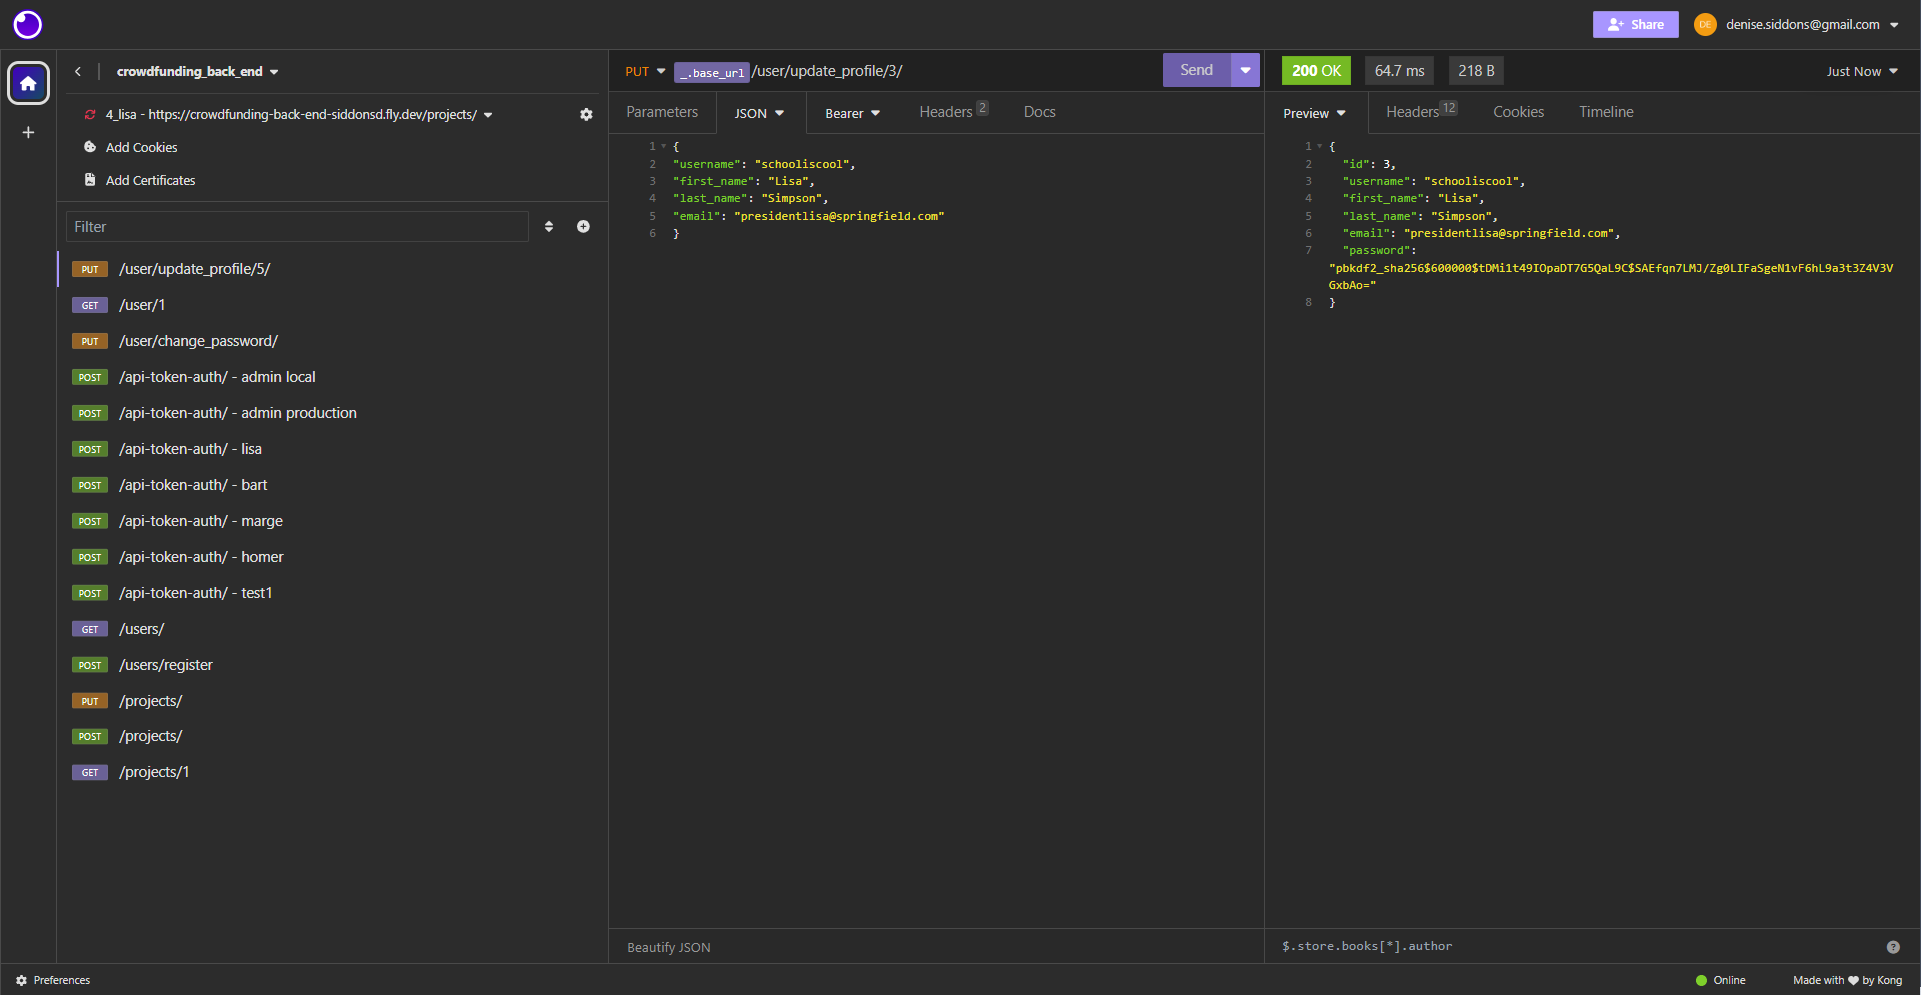 Share
DE
denise.siddons@gmail.com
crowdfunding_back_end
4_lisa - https://crowdfunding-back-end-siddonsd.fly.dev/projects/
Add Cookies
Add Certificates
Filter
PUT /user/update_profile/5/
GET /user/1
PUT /user/change_password/
POST /api-token-auth/ - admin local
POST /api-token-auth/ - admin production
POST /api-token-auth/ - lisa
POST /api-token-auth/ - bart
POST /api-token-auth/ - marge
POST /api-token-auth/ - homer
POST /api-token-auth/ - test1
GET /users/
POST /users/register
PUT /projects/
POST /projects/
GET /projects/1
PUT _.base_url /user/update_profile/3/
Send
Parameters JSON Bearer Headers 2 Docs
1 {
2 "username": "schooliscool",
3 "first_name": "Lisa",
4 "last_name": "Simpson",
5 "email": "presidentlisa@springfield.com"
6 }
Beautify JSON
200 OK 64.7 ms 218 B
Just Now
Preview Headers 12 Cookies Timeline
1 {
2 "id": 3,
3 "username": "schooliscool",
4 "first_name": "Lisa",
5 "last_name": "Simpson",
6 "email": "presidentlisa@springfield.com",
7 "password":
"pbkdf2_sha256$600000$tDMi1t49IOpaDT7G5QaL9C$SAEfqn7LMJ/Zg0LIFaSgeN1vF6hL9a3t3Z4V3V
GxbAo="
8 }
$.store.books[*].author
?
Preferences
Online
Made with ♥ by Kong